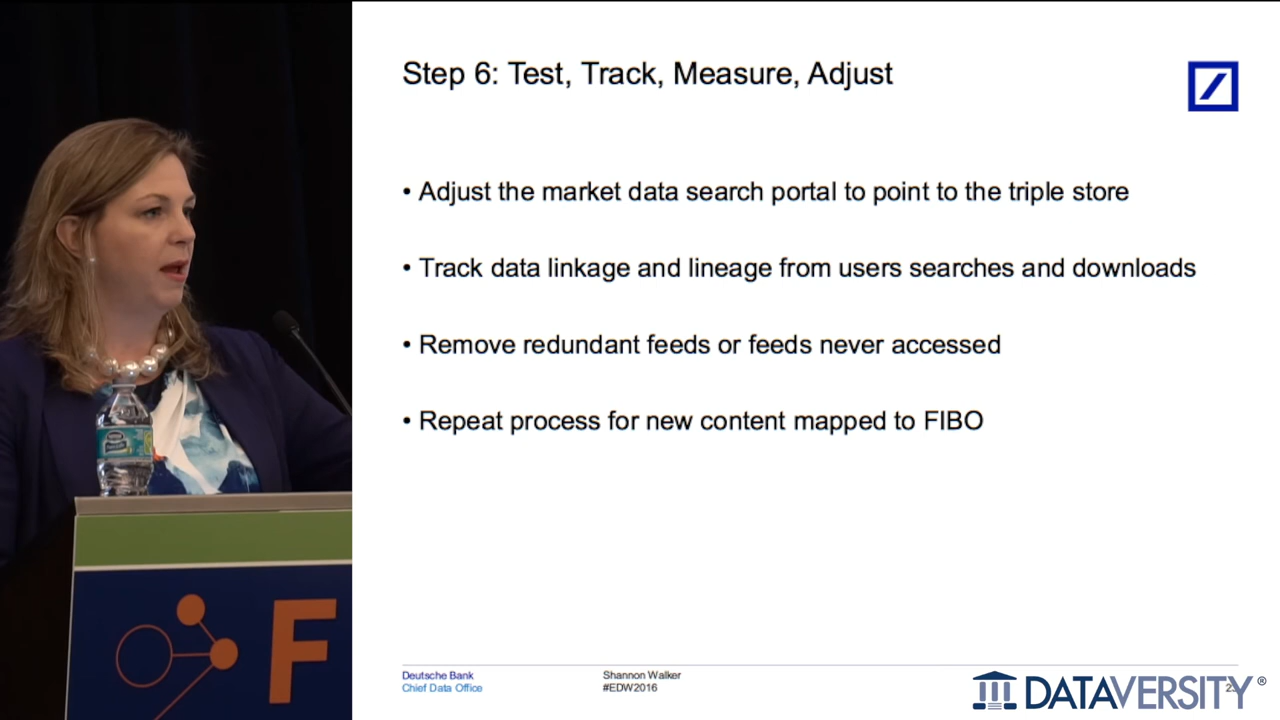 Step 6: Test, Track, Measure, Adjust
• Adjust the market data search portal to point to the triple store
• Track data linkage and lineage from users searches and downloads
• Remove redundant feeds or feeds never accessed
• Repeat process for new content mapped to FIBO
F
Deutsche Bank
Chief Data Office
Shannon Walker
#EDW2016
DATAVERSITY®